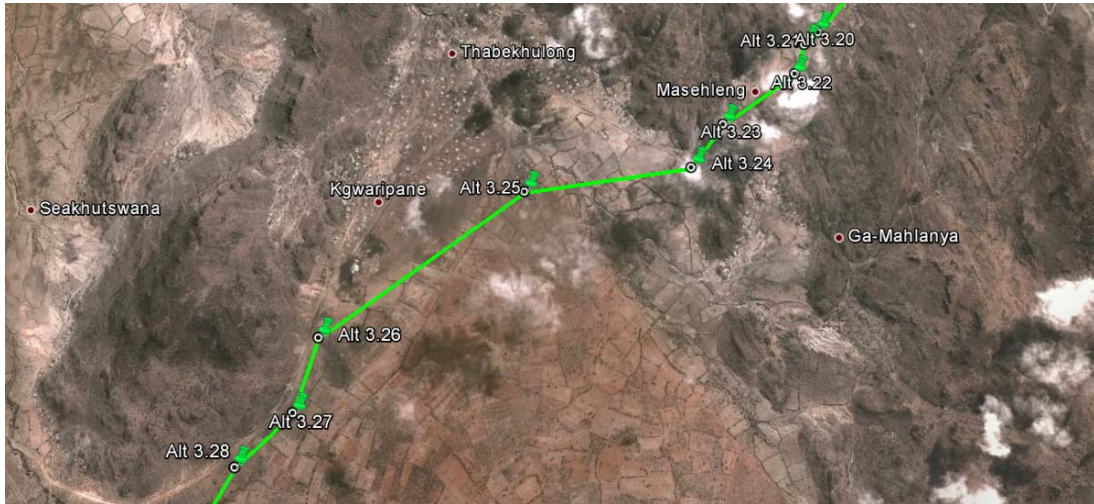 Alt 3.21
Alt 3.20
Thabekhulong
Masehleng
Alt 3.22
Alt 3.23
Alt 3.24
Alt 3.25
Kgwaripane
Seakhutswana
Ga-Mahlanya
Alt 3.26
Alt 3.27
Alt 3.28